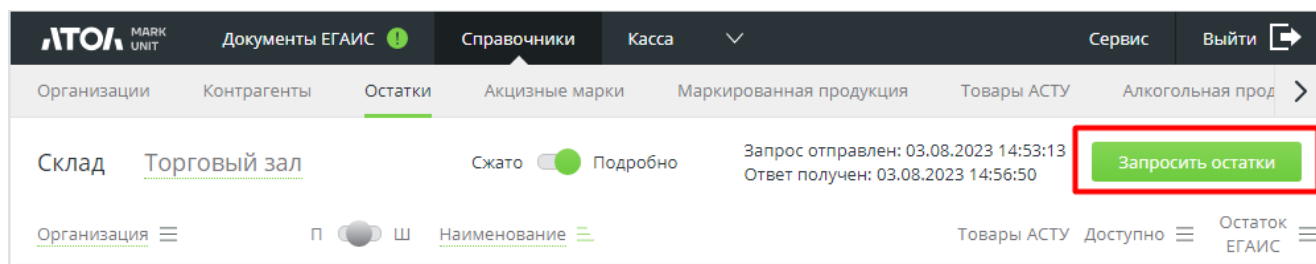 АТОЛ MARK UNIT Документы ЕГАИС ! Справочники Касса Сервис Выйти
Организации Контрагенты Остатки Акцизные марки Маркированная продукция Товары АСТУ Алкогольная прод
Склад Торговый зал Сжато Подробно Запрос отправлен: 03.08.2023 14:53:13 Запросить остатки
Ответ получен: 03.08.2023 14:56:50
Организация П Ш Наименование Товары АСТУ Доступно Остаток ЕГАИС